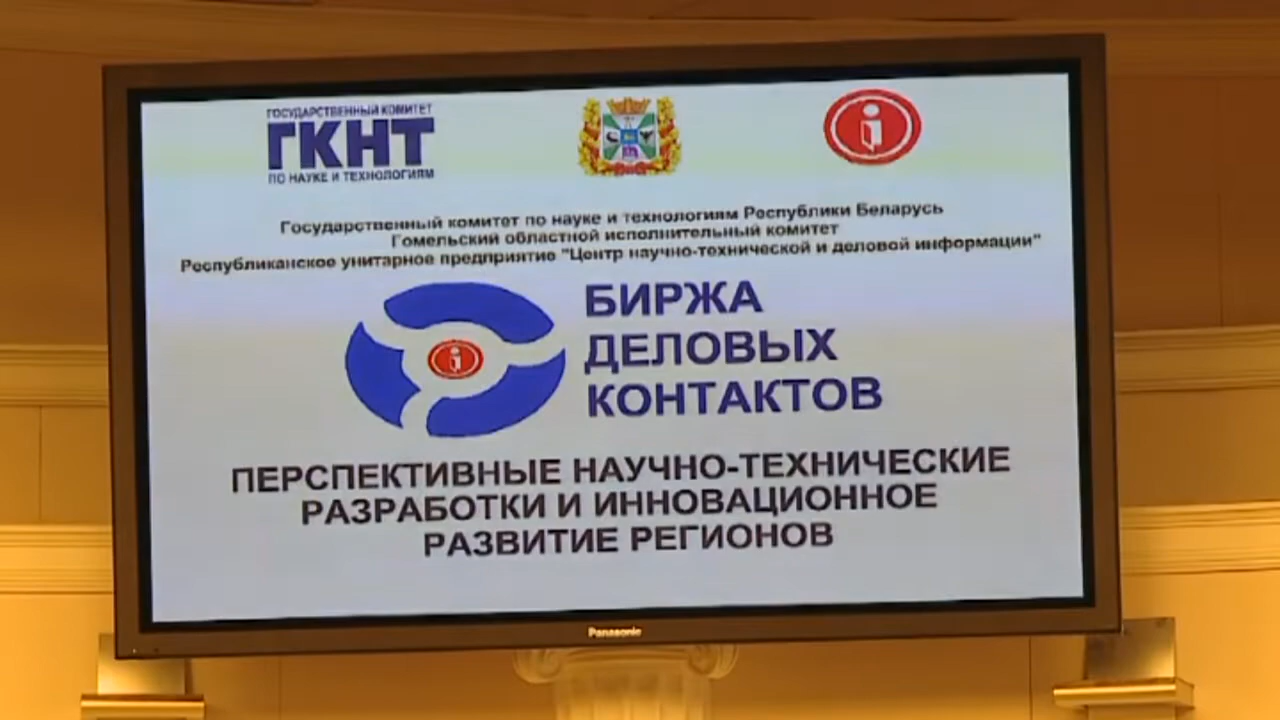 ГОСУДАРСТВЕННЫЙ КОМИТЕТ
ГКНТ
ПО НАУКЕ И ТЕХНОЛОГИЯМ
Государственный комитет по науке и технологиям Республики Беларусь
Гомельский областной исполнительный комитет
Республиканское унитарное предприятие "Центр научно-технической и деловой информации"
БИРЖА
ДЕЛОВЫХ
КОНТАКТОВ
ПЕРСПЕКТИВНЫЕ НАУЧНО-ТЕХНИЧЕСКИЕ
РАЗРАБОТКИ И ИННОВАЦИОННОЕ
РАЗВИТИЕ РЕГИОНОВ
Panasonic